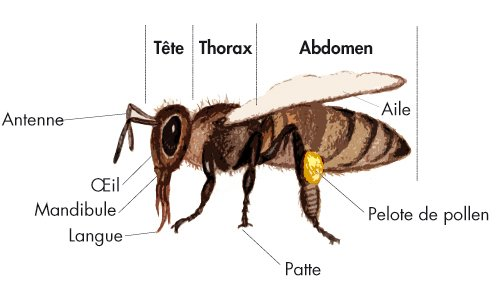 Tête Thorax Abdomen
Antenne
Aile
Œil
Mandibule
Pelote de pollen
Langue
Patte